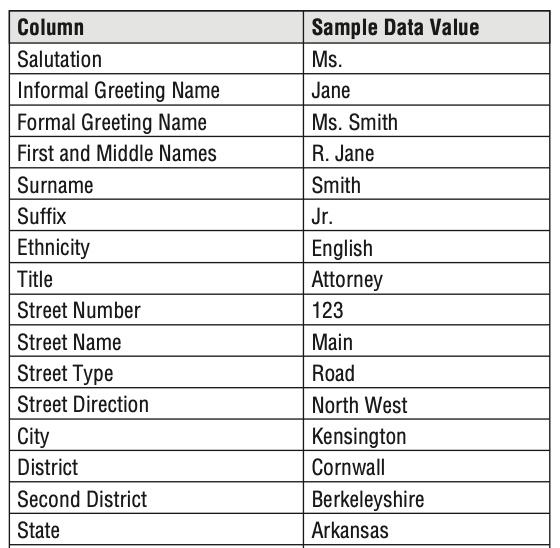 Column Sample Data Value
Salutation Ms.
Informal Greeting Name Jane
Formal Greeting Name Ms. Smith
First and Middle Names R. Jane
Surname Smith
Suffix Jr.
Ethnicity English
Title Attorney
Street Number 123
Street Name Main
Street Type Road
Street Direction North West
City Kensington
District Cornwall
Second District Berkeleyshire
State Arkansas